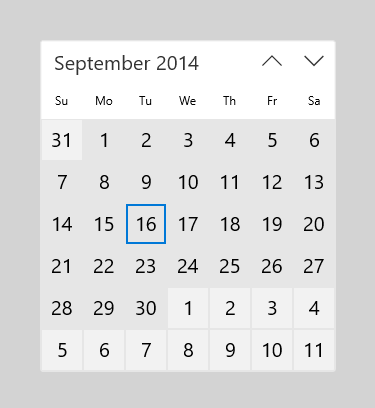 September 2014
Su Mo Tu We Th Fr Sa
31 1 2 3 4 5 6
7 8 9 10 11 12 13
14 15 16 17 18 19 20
21 22 23 24 25 26 27
28 29 30 1 2 3 4
5 6 7 8 9 10 11